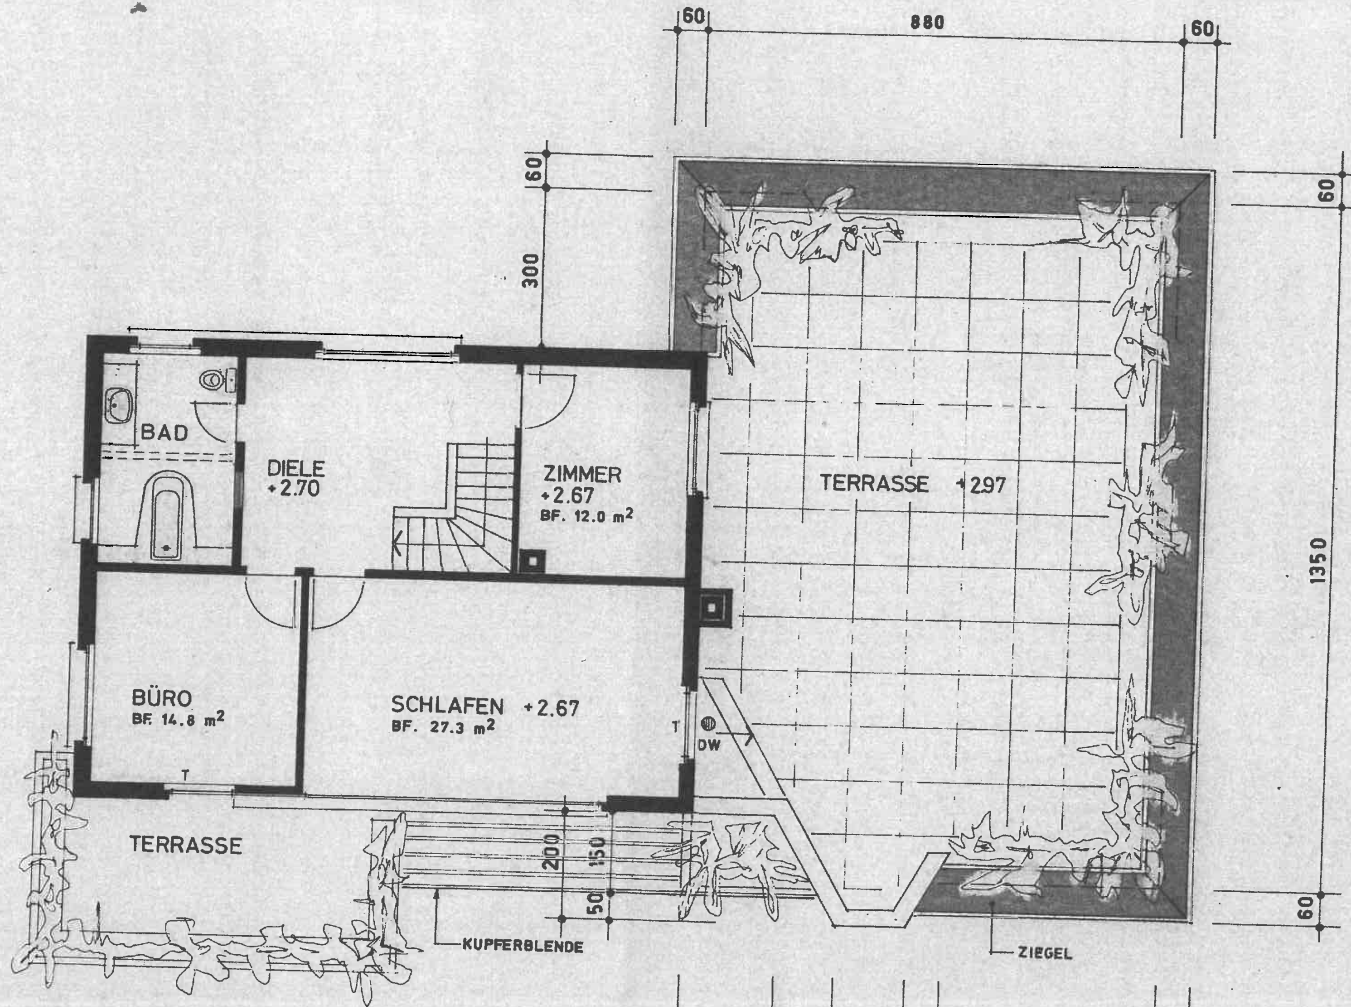 60
880
60
60
60
300
BAD
DIELE
+2.70
ZIMMER
+2.67
BF. 12.0 m²
TERRASSE +2.97
1350
BÜRO
BF. 14.8 m²
SCHLAFEN +2.67
BF. 27.3 m²
T
DW
T
TERRASSE
200
150
50
60
KUPFERBLENDE
ZIEGEL